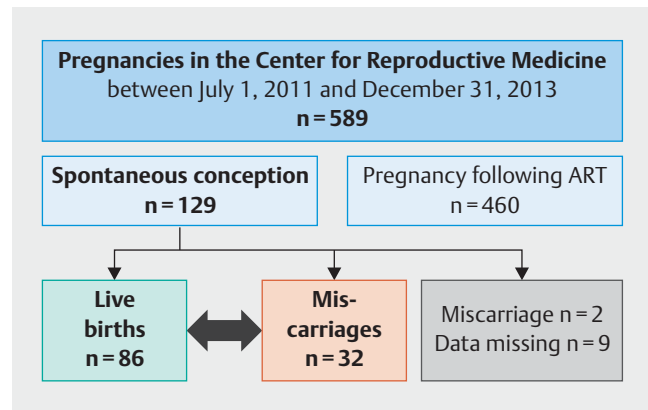 Pregnancies in the Center for Reproductive Medicine
between July 1, 2011 and December 31, 2013
n = 589
Spontaneous conception
n = 129
Pregnancy following ART
n = 460
Live
births
n = 86
Mis-
carriages
n = 32
Miscarriage n = 2
Data missing n = 9